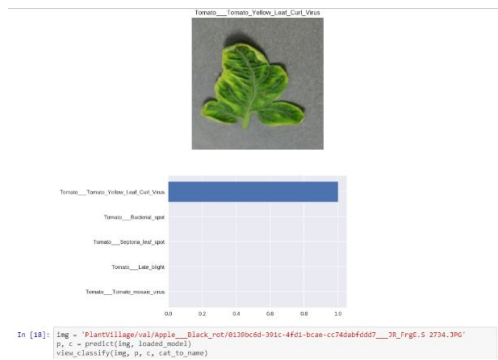 Tomato___Tomato_Yellow_Leaf_Curl_Virus
Tomato___Tomato_Yellow_Leaf_Curl_Virus
Tomato___Bacterial_spot
Tomato___Septoria_leaf_spot
Tomato___Late_blight
Tomato___Tomato_mosaic_virus
0.0 0.2 0.4 0.6 0.8 1.0
In [18]: img = 'PlantVillage/val/Apple___Black_rot/0139bc6d-391c-4fd1-bcae-cc74dabfddd7___JR_FrgE.S 2734.JPG'
p, c = predict(img, loaded_model)
view_classify(img, p, c, cat_to_name)